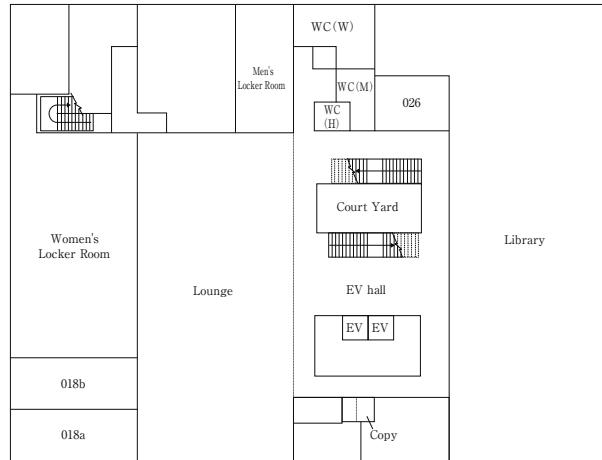 WC(W)
Men's
Locker Room
WC(M)
WC
(H)
026
Court Yard
Women's
Locker Room
Library
Lounge
EV hall
EV
EV
018b
018a
Copy